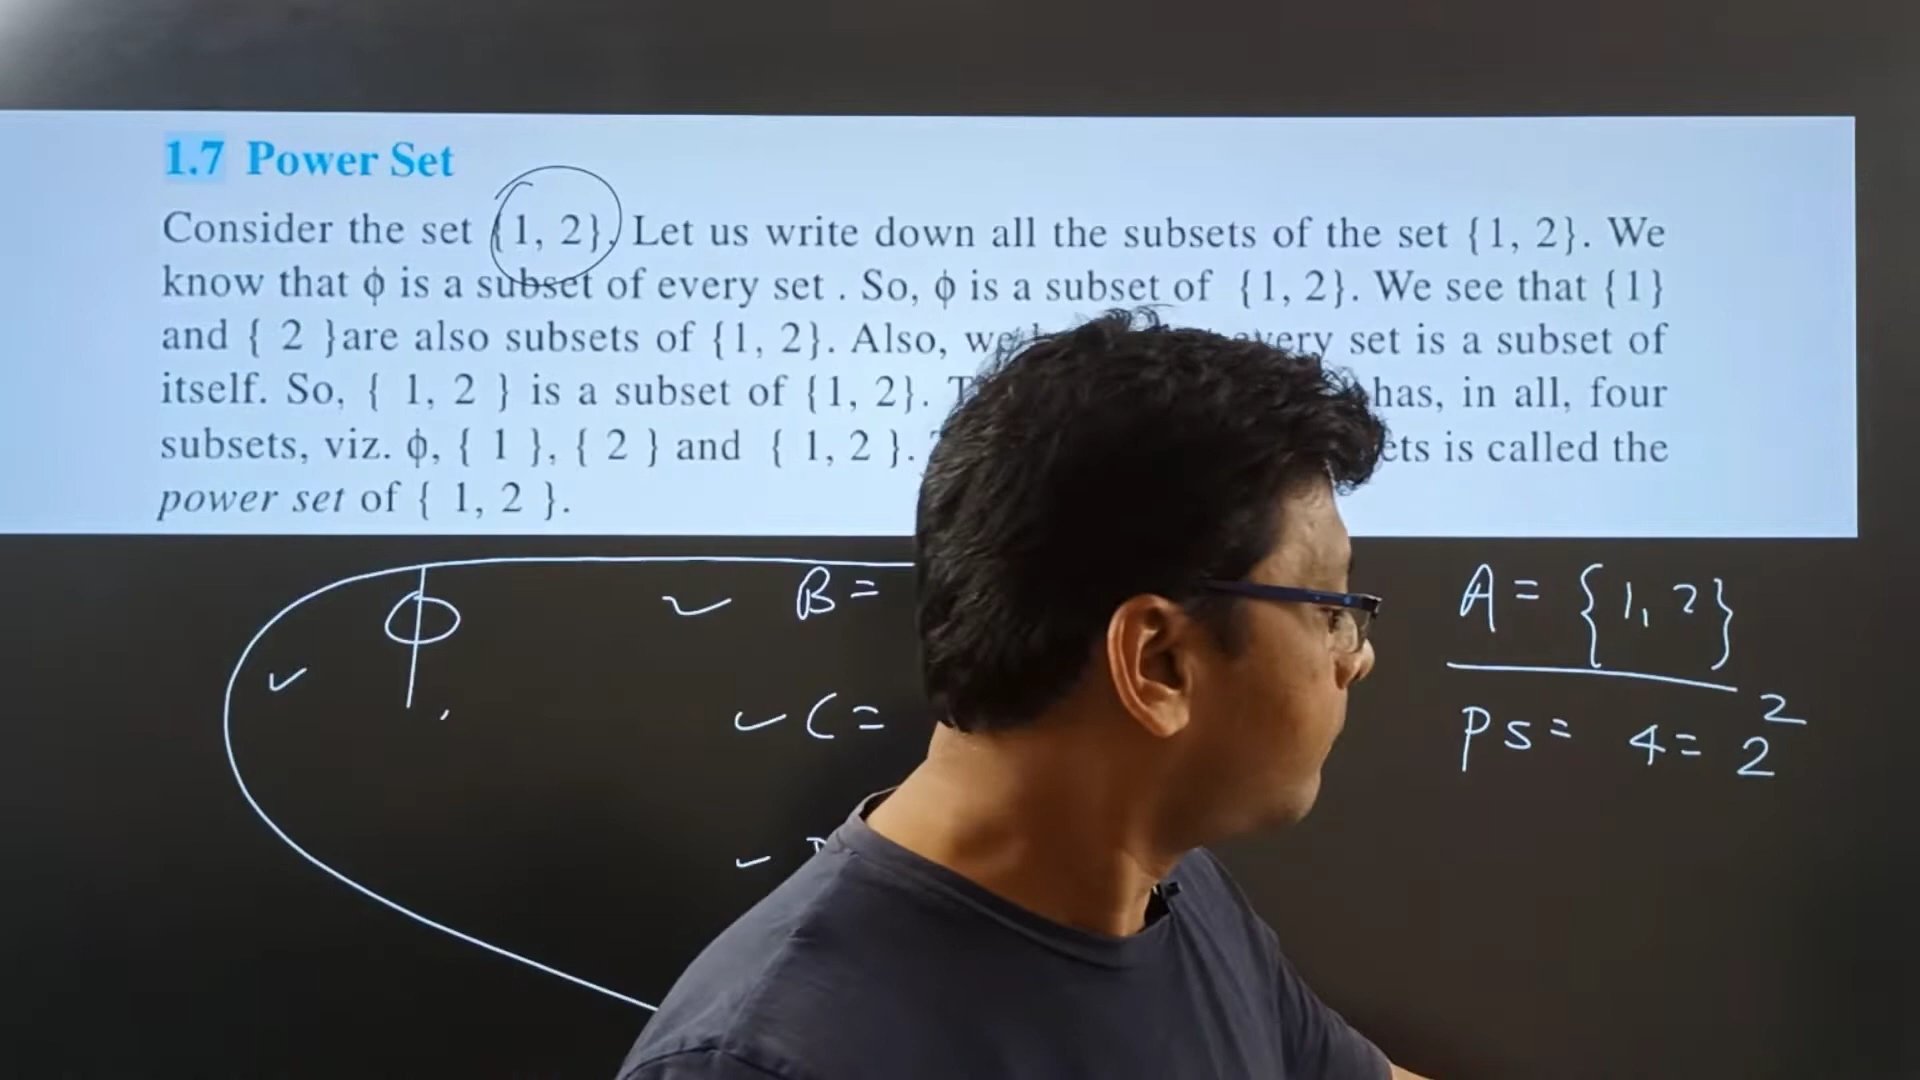 1.7 Power Set
Consider the set {1, 2}. Let us write down all the subsets of the set {1, 2}. We
know that ϕ is a subset of every set . So, ϕ is a subset of {1, 2}. We see that {1}
and { 2 }are also subsets of {1, 2}. Also, every set is a subset of
itself. So, { 1, 2 } is a subset of {1, 2}. has, in all, four
subsets, viz. ϕ, { 1 }, { 2 } and { 1, 2 }. is called the
power set of { 1, 2 }.
ϕ B= A= {1, 2}
C= PS= 4= 2²